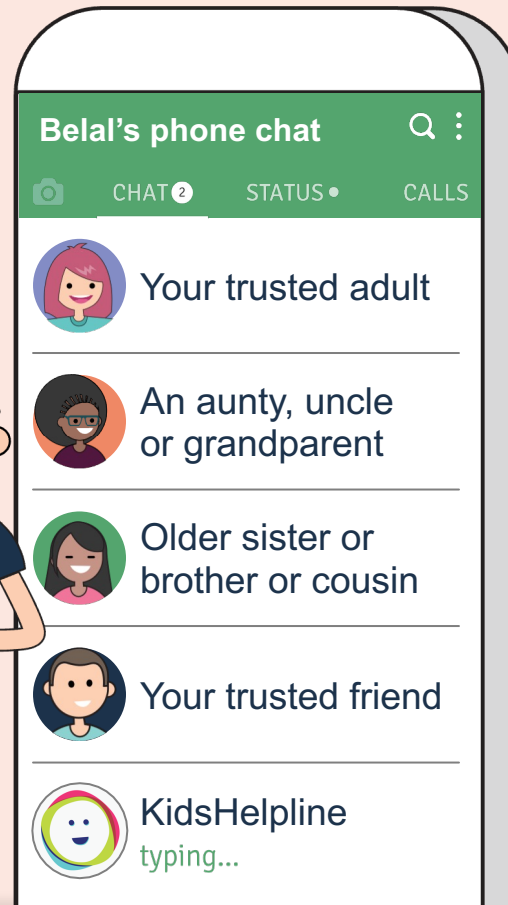 Belal’s phone chat
CHAT 2 STATUS CALLS
Your trusted adult
An aunty, uncle
or grandparent
Older sister or
brother or cousin
Your trusted friend
KidsHelpline
typing...